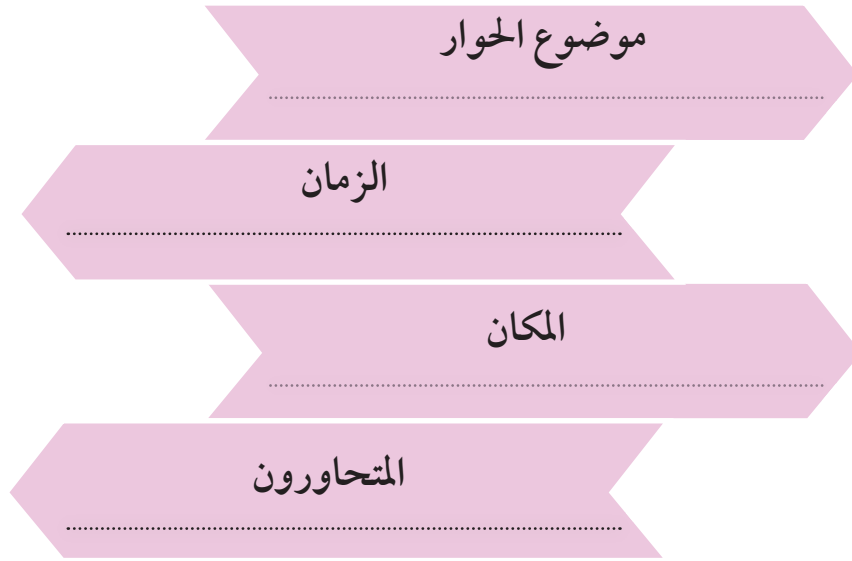 موضوع الحوار
الزمان
المكان
المتحاورون